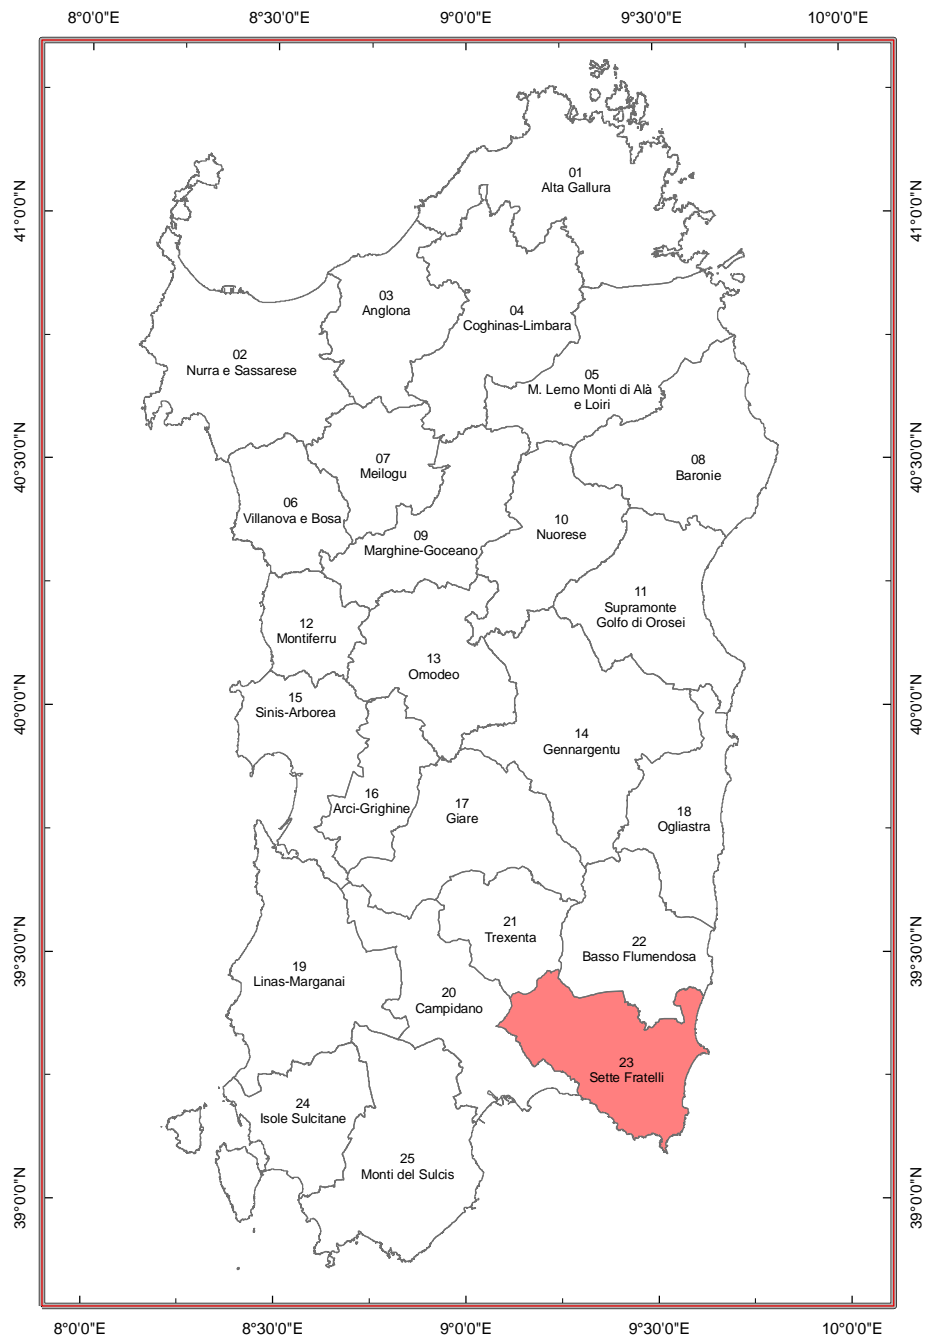 8°0'0"E
8°30'0"E
9°0'0"E
9°30'0"E
10°0'0"E
41°0'0"N
41°0'0"N
01
Alta Gallura
03
Anglona
04
Coghinas-Limbara
02
Nurra e Sassarese
05
M. Lerno Monti di Alà
e Loiri
40°30'0"N
40°30'0"N
07
Meilogu
08
Baronie
06
Villanova e Bosa
10
Nuorese
09
Marghine-Goceano
11
Supramonte
Golfo di Orosei
12
Montiferru
13
Omodeo
15
Sinis-Arborea
40°0'0"N
40°0'0"N
14
Gennargentu
16
Arci-Grighine
17
Giare
18
Ogliastra
21
Trexenta
22
Basso Flumendosa
39°30'0"N
39°30'0"N
19
Linas-Marganai
20
Campidano
23
Sette Fratelli
24
Isole Sulcitane
25
Monti del Sulcis
39°0'0"N
39°0'0"N
8°0'0"E
8°30'0"E
9°0'0"E
9°30'0"E
10°0'0"E